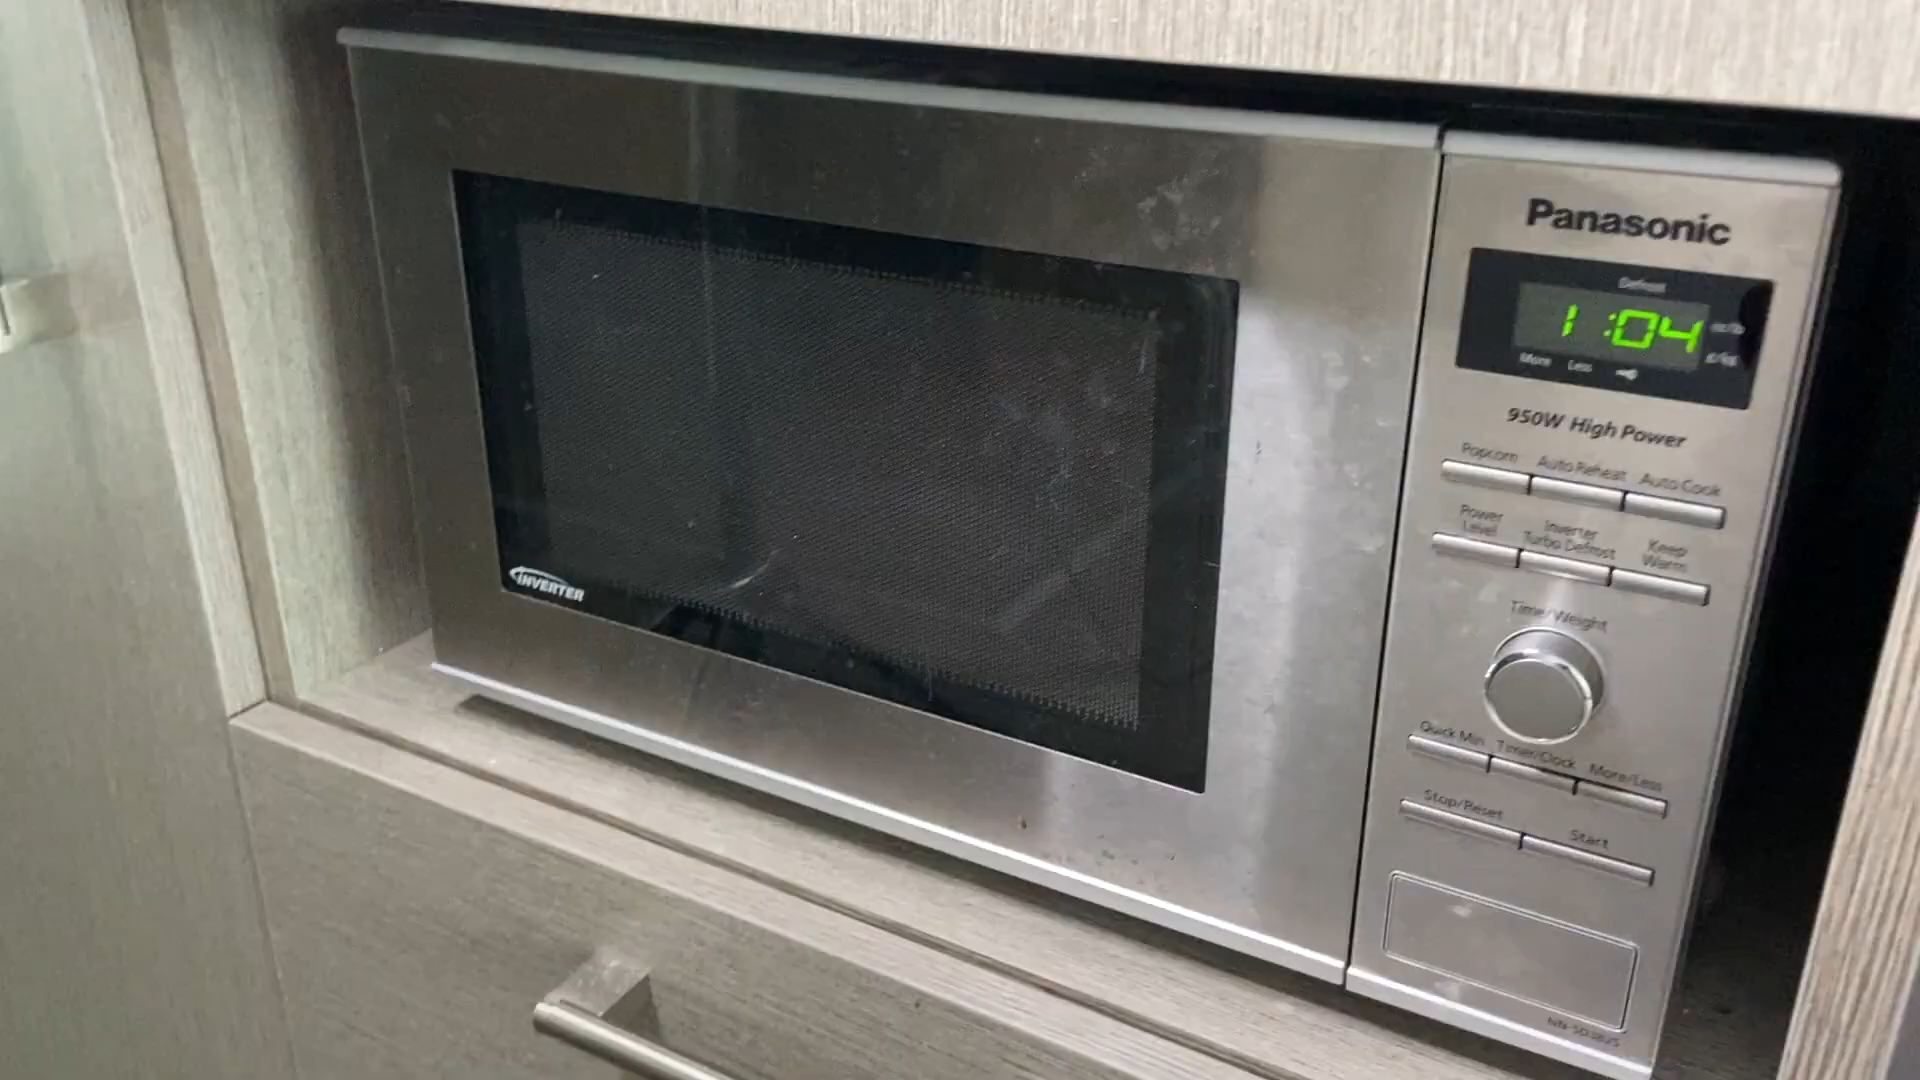 Panasonic
Defrost
1:04
More Less
950W High Power
Popcorn Auto Reheat Auto Cook
Power Level Inverter Turbo Defrost Keep Warm
Time/Weight
Quick Min Timer/Clock More/Less
Stop/Reset Start
INVERTER